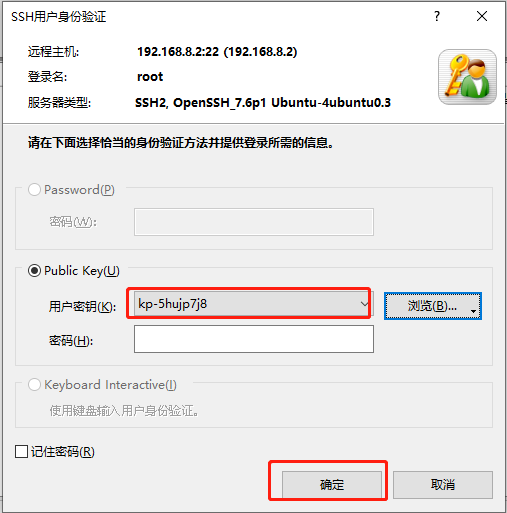 SSH用户身份验证
远程主机: 192.168.8.2:22 (192.168.8.2)
登录名: root
服务器类型: SSH2, OpenSSH_7.6p1 Ubuntu-4ubuntu0.3
请在下面选择恰当的身份验证方法并提供登录所需的信息。
Password(P)
密码(W):
Public Key(U)
用户密钥(K): kp-5hujp7j8 浏览(B)...
密码(H):
Keyboard Interactive(I)
使用键盘输入用户身份验证。
记住密码(R)
确定 取消